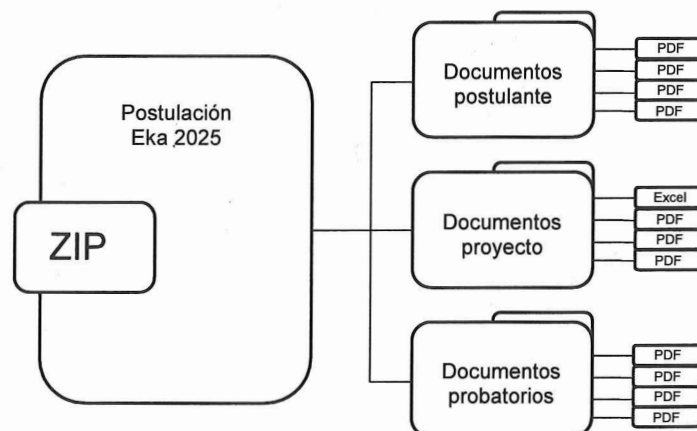 Postulación
Eka 2025
ZIP
Documentos
postulante
PDF
PDF
PDF
PDF
Documentos
proyecto
Excel
PDF
PDF
PDF
Documentos
probatorios
PDF
PDF
PDF
PDF